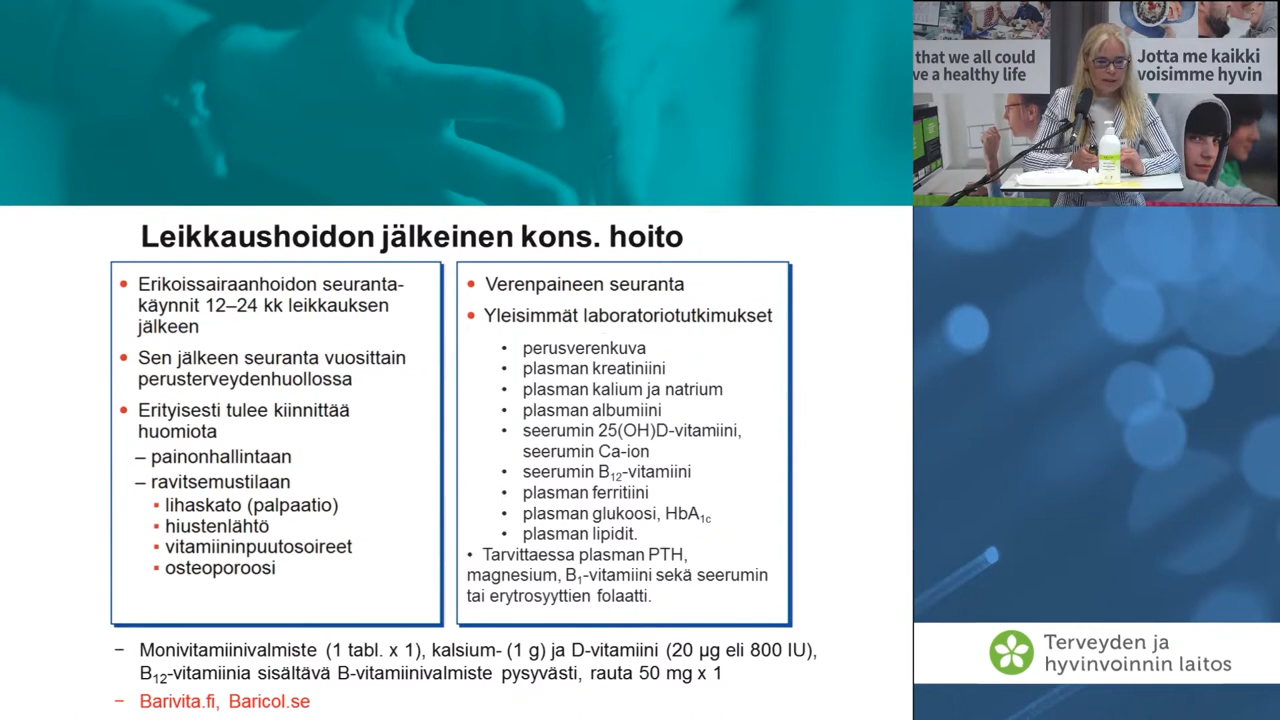 that we all could
ve a healthy life
Jotta me kaikki
voisimme hyvin
Leikkaushoidon jälkeinen kons. hoito
• Erikoissairaanhoidon seuranta-
käynnit 12–24 kk leikkauksen
jälkeen
• Sen jälkeen seuranta vuosittain
perusterveydenhuollossa
• Erityisesti tulee kiinnittää
huomiota
– painonhallintaan
– ravitsemustilaan
▪ lihaskato (palpaatio)
▪ hiustenlähtö
▪ vitamiininpuutosoireet
▪ osteoporoosi
• Verenpaineen seuranta
• Yleisimmät laboratoriotutkimukset
• perusverenkuva
• plasman kreatiniini
• plasman kalium ja natrium
• plasman albumiini
• seerumin 25(OH)D-vitamiini,
seerumin Ca-ion
• seerumin B₁₂-vitamiini
• plasman ferritiini
• plasman glukoosi, HbA₁c
• plasman lipidit.
• Tarvittaessa plasman PTH,
magnesium, B₁-vitamiini sekä seerumin
tai erytrosyyttien folaatti.
– Monivitamiinivalmiste (1 tabl. x 1), kalsium- (1 g) ja D-vitamiini (20 µg eli 800 IU),
B₁₂-vitamiinia sisältävä B-vitamiinivalmiste pysyvästi, rauta 50 mg x 1
– Barivita.fi, Baricol.se
Terveyden ja
hyvinvoinnin laitos